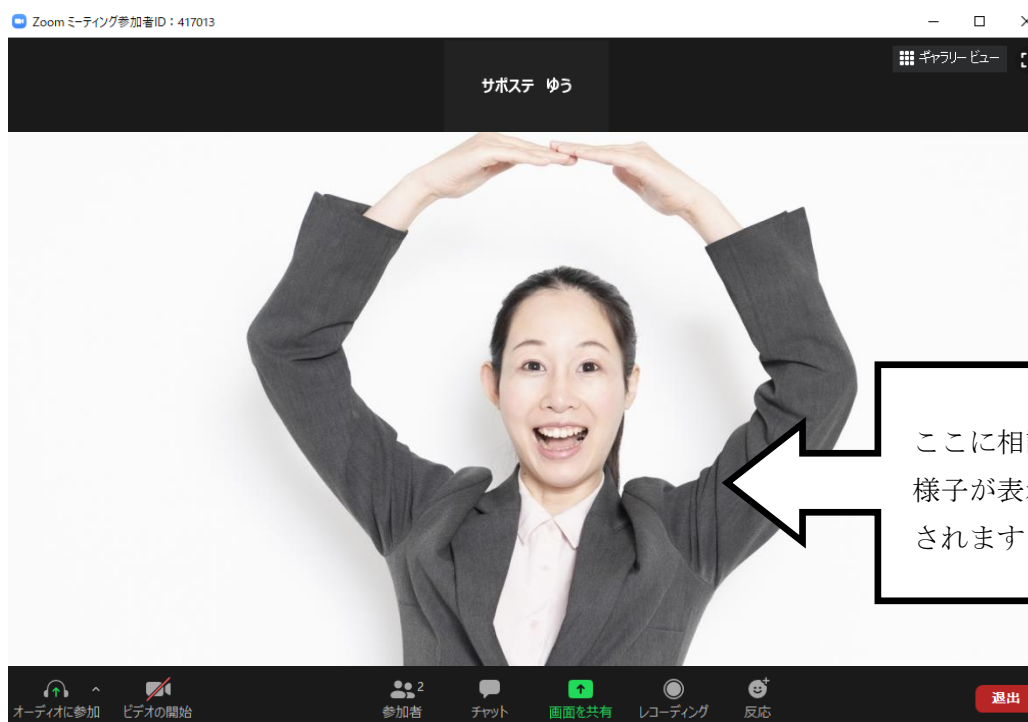 Zoom ミーティング参加者ID：417013
ギャラリー ビュー
サポステ ゆう
ここに相
様子が表
されます
オーディオに参加
ビデオの開始
2
参加者
チャット
画面を共有
レコーディング
反応
退出